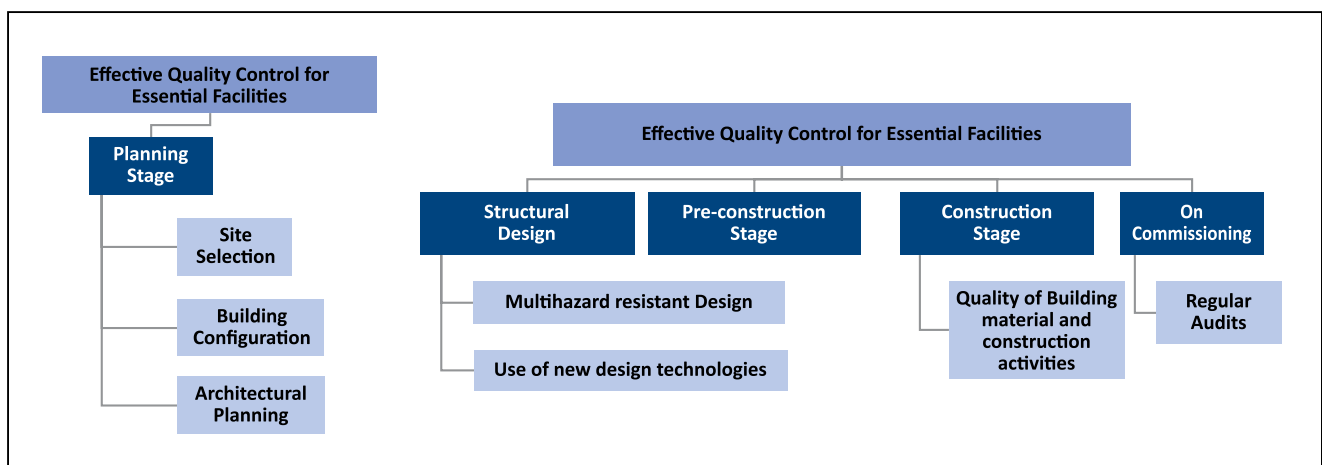 Effective Quality Control for
Essential Facilities
Planning
Stage
Site
Selection
Building
Configuration
Architectural
Planning
Effective Quality Control for Essential Facilities
Structural
Design
Multihazard resistant Design
Use of new design technologies
Pre-construction
Stage
Construction
Stage
Quality of Building
material and
construction
activities
On
Commissioning
Regular
Audits